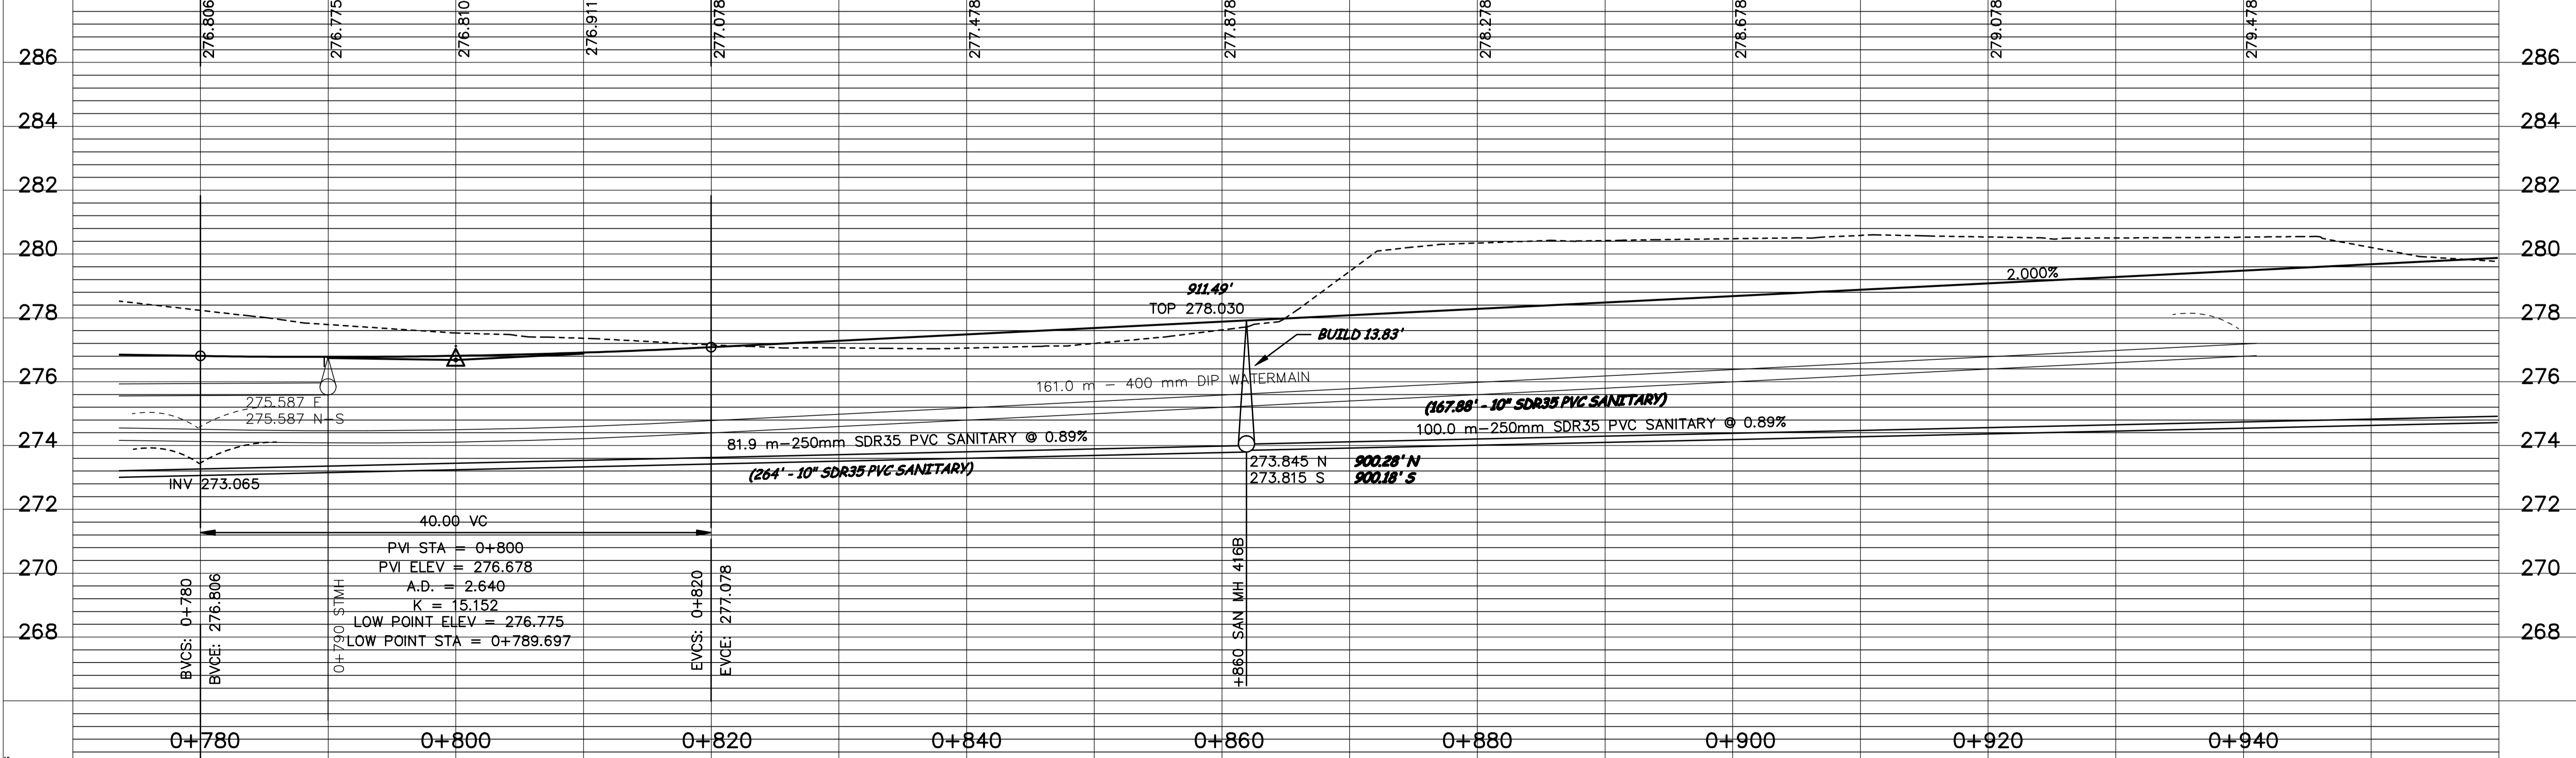 276.806
276.775
276.810
276.911
277.078
277.478
277.878
278.278
278.678
279.078
279.478
286 286
284 284
282 282
280 280
2.000%
911.49'
TOP 278.030
278 278
BUILD 13.83'
276 276
161.0 m - 400 mm DIP WATERMAIN
275.587 E
275.587 N-S
(167.88' - 10" SDR35 PVC SANITARY)
100.0 m-250mm SDR35 PVC SANITARY @ 0.89%
274 274
81.9 m-250mm SDR35 PVC SANITARY @ 0.89%
(264' - 10" SDR35 PVC SANITARY)
273.845 N 900.28' N
273.815 S 900.18' S
INV 273.065
272 272
40.00 VC
PVI STA = 0+800
PVI ELEV = 276.678
A.D. = 2.640
K = 15.152
LOW POINT ELEV = 276.775
LOW POINT STA = 0+789.697
270 270
268 268
BVCS: 0+780
BVCE: 276.806
0+790 STMH
EVCS: 0+820
EVCE: 277.078
+860 SAN MH 416B
0+780 0+800 0+820 0+840 0+860 0+880 0+900 0+920 0+940